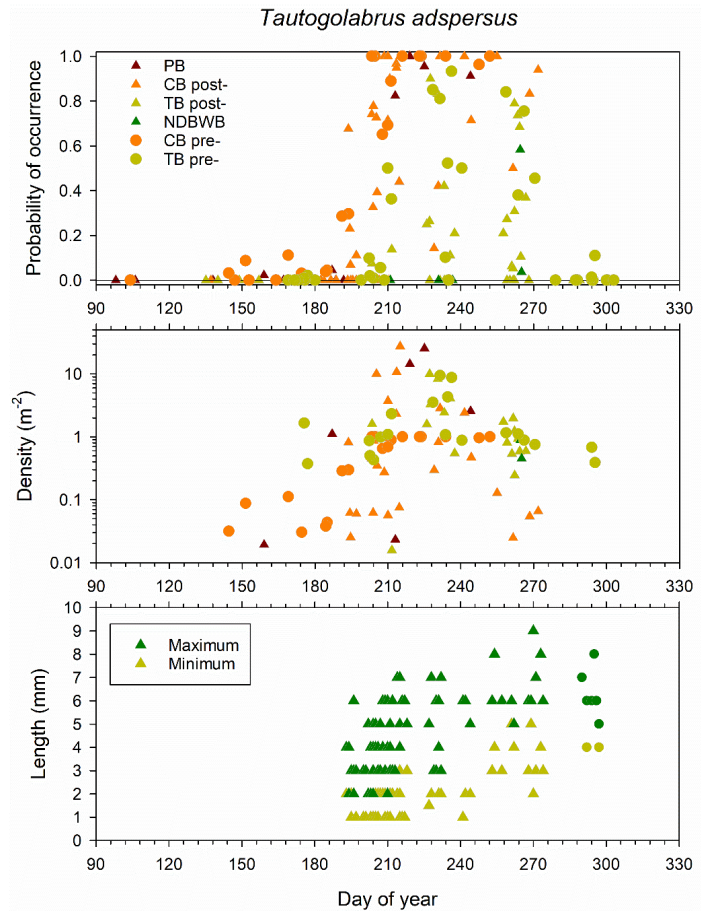 Tautogolabrus adspersus
Probability of occurrence
1.0
0.8
0.6
0.4
0.2
0.0
PB
CB post-
TB post-
NDBWB
CB pre-
TB pre-
90 120 150 180 210 240 270 300 330
Density (m-2)
10
1
0.1
0.01
90 120 150 180 210 240 270 300 330
Length (mm)
10
9
8
7
6
5
4
3
2
1
0
Maximum
Minimum
90 120 150 180 210 240 270 300 330
Day of year